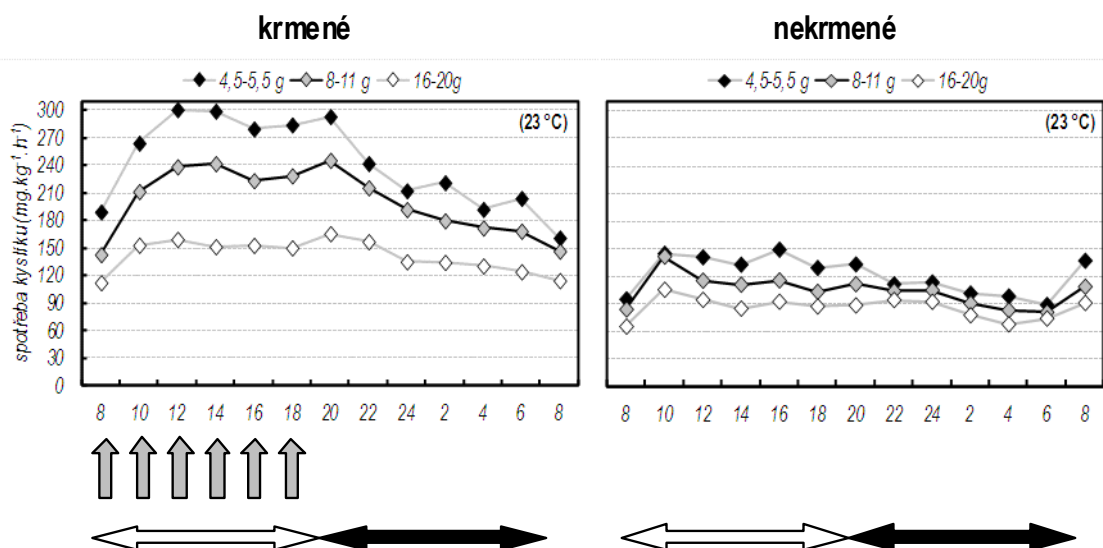 krmené
nekrmené
4,5-5,5 g 8-11 g 16-20g
4,5-5,5 g 8-11 g 16-20g
spotřeba kyslíku(mg.kg⁻¹.h⁻¹)
300
270
240
210
180
150
120
90
60
30
0
(23 °C)
(23 °C)
8 10 12 14 16 18 20 22 24 2 4 6 8
8 10 12 14 16 18 20 22 24 2 4 6 8